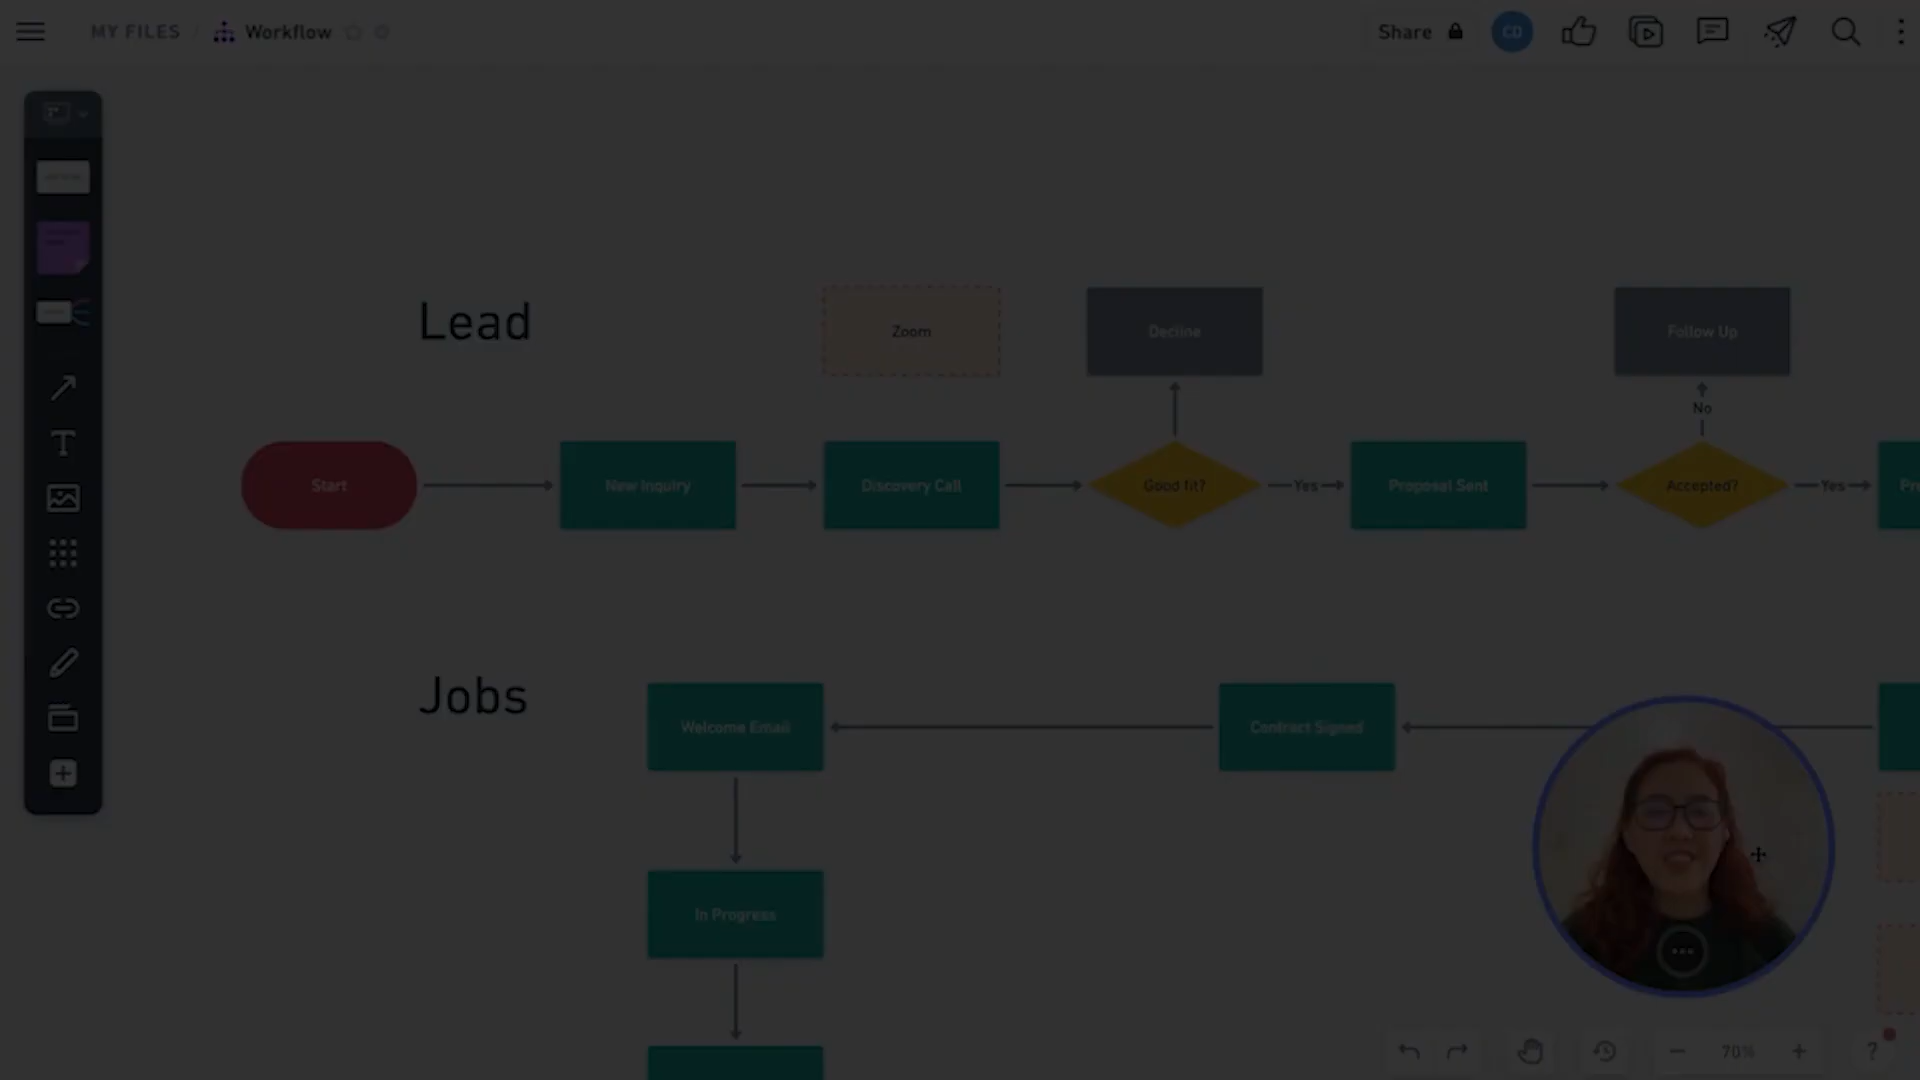 MY FILES / Workflow
Share
CD
Lead
Zoom
Decline
Follow Up
No
Start
New Inquiry
Discovery Call
Good fit?
Yes
Proposal Sent
Accepted?
Yes
Jobs
Welcome Email
Contract Signed
In Progress
70%
?